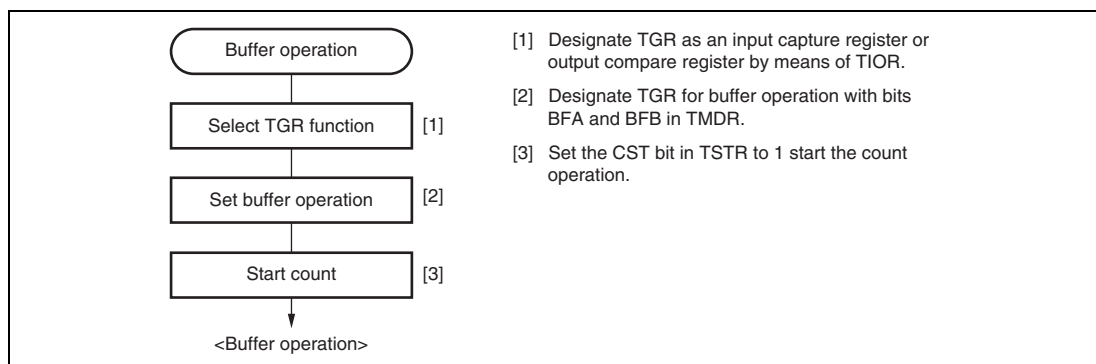 Buffer operation
Select TGR function
[1]
Set buffer operation
[2]
Start count
[3]
<Buffer operation>
[1] Designate TGR as an input capture register or
output compare register by means of TIOR.
[2] Designate TGR for buffer operation with bits
BFA and BFB in TMDR.
[3] Set the CST bit in TSTR to 1 start the count
operation.